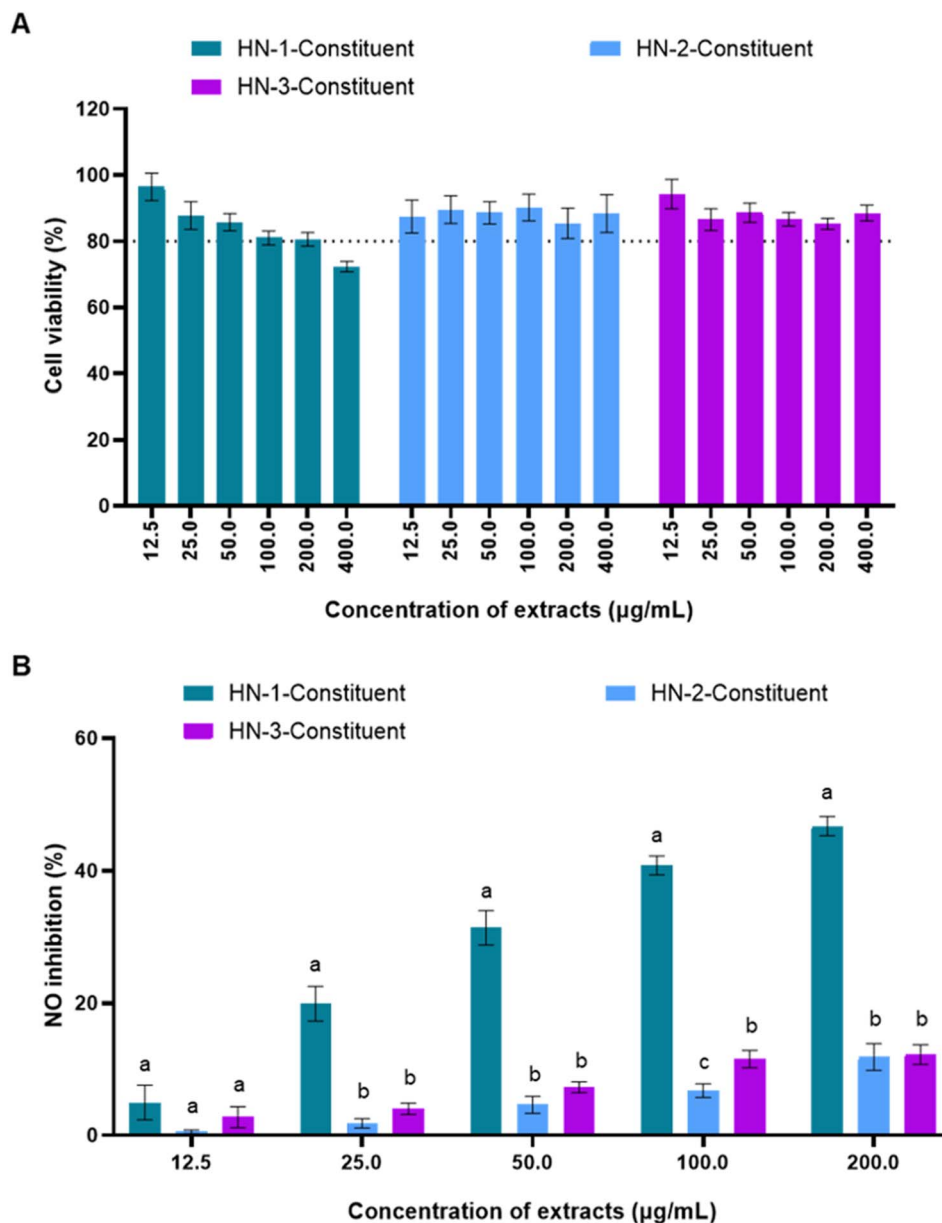 A
HN-1-Constituent HN-2-Constituent
HN-3-Constituent
120
100
80
60
40
20
0
Cell viability (%)
12.5 25.0 50.0 100.0 200.0 400.0 12.5 25.0 50.0 100.0 200.0 400.0 12.5 25.0 50.0 100.0 200.0 400.0
Concentration of extracts (µg/mL)
B
HN-1-Constituent HN-2-Constituent
HN-3-Constituent
60
40
20
0
NO inhibition (%)
a a a
a b b
a b b
a c b
a b b
12.5 25.0 50.0 100.0 200.0
Concentration of extracts (µg/mL)